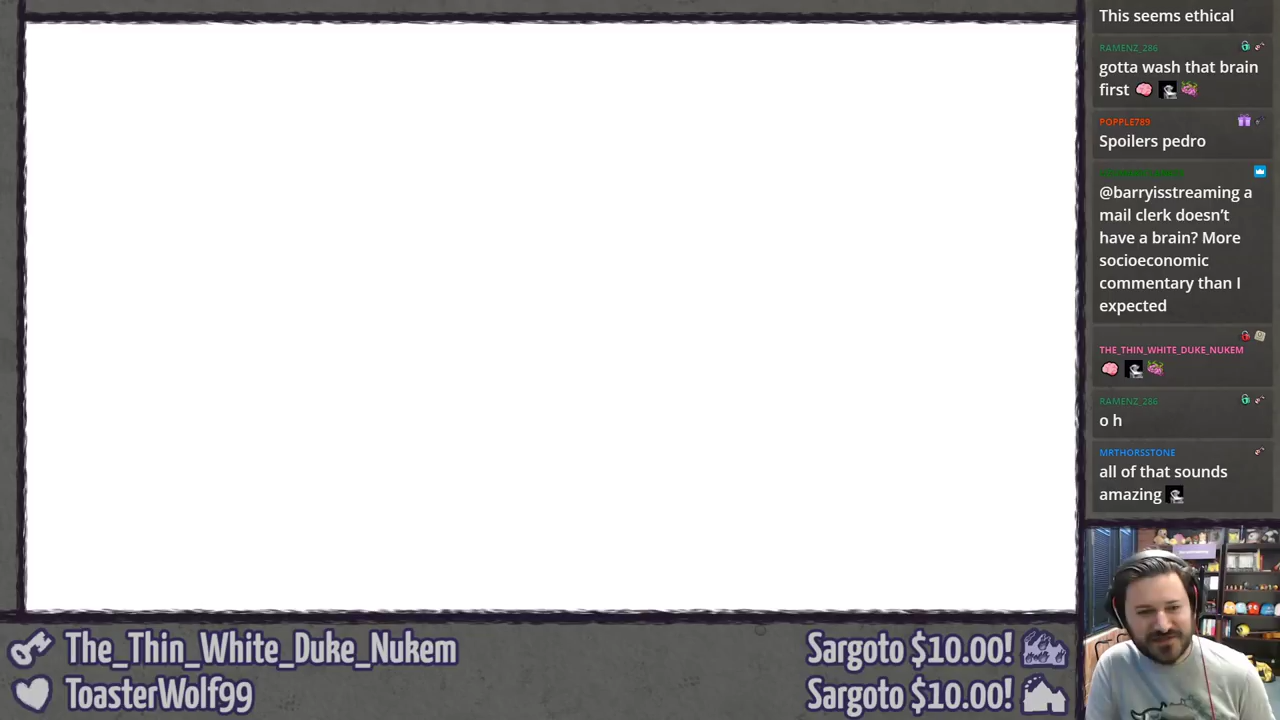 This seems ethical
RAMENZ_286
gotta wash that brain
first
POPPLE789
Spoilers pedro
@barryisstreaming a
mail clerk doesn't
have a brain? More
socioeconomic
commentary than I
expected
THE_THIN_WHITE_DUKE_NUKEM
RAMENZ_286
o h
MRTHORSSTONE
all of that sounds
amazing
The_Thin_White_Duke_Nukem
Sargoto $10.00!
ToasterWolf99
Sargoto $10.00!